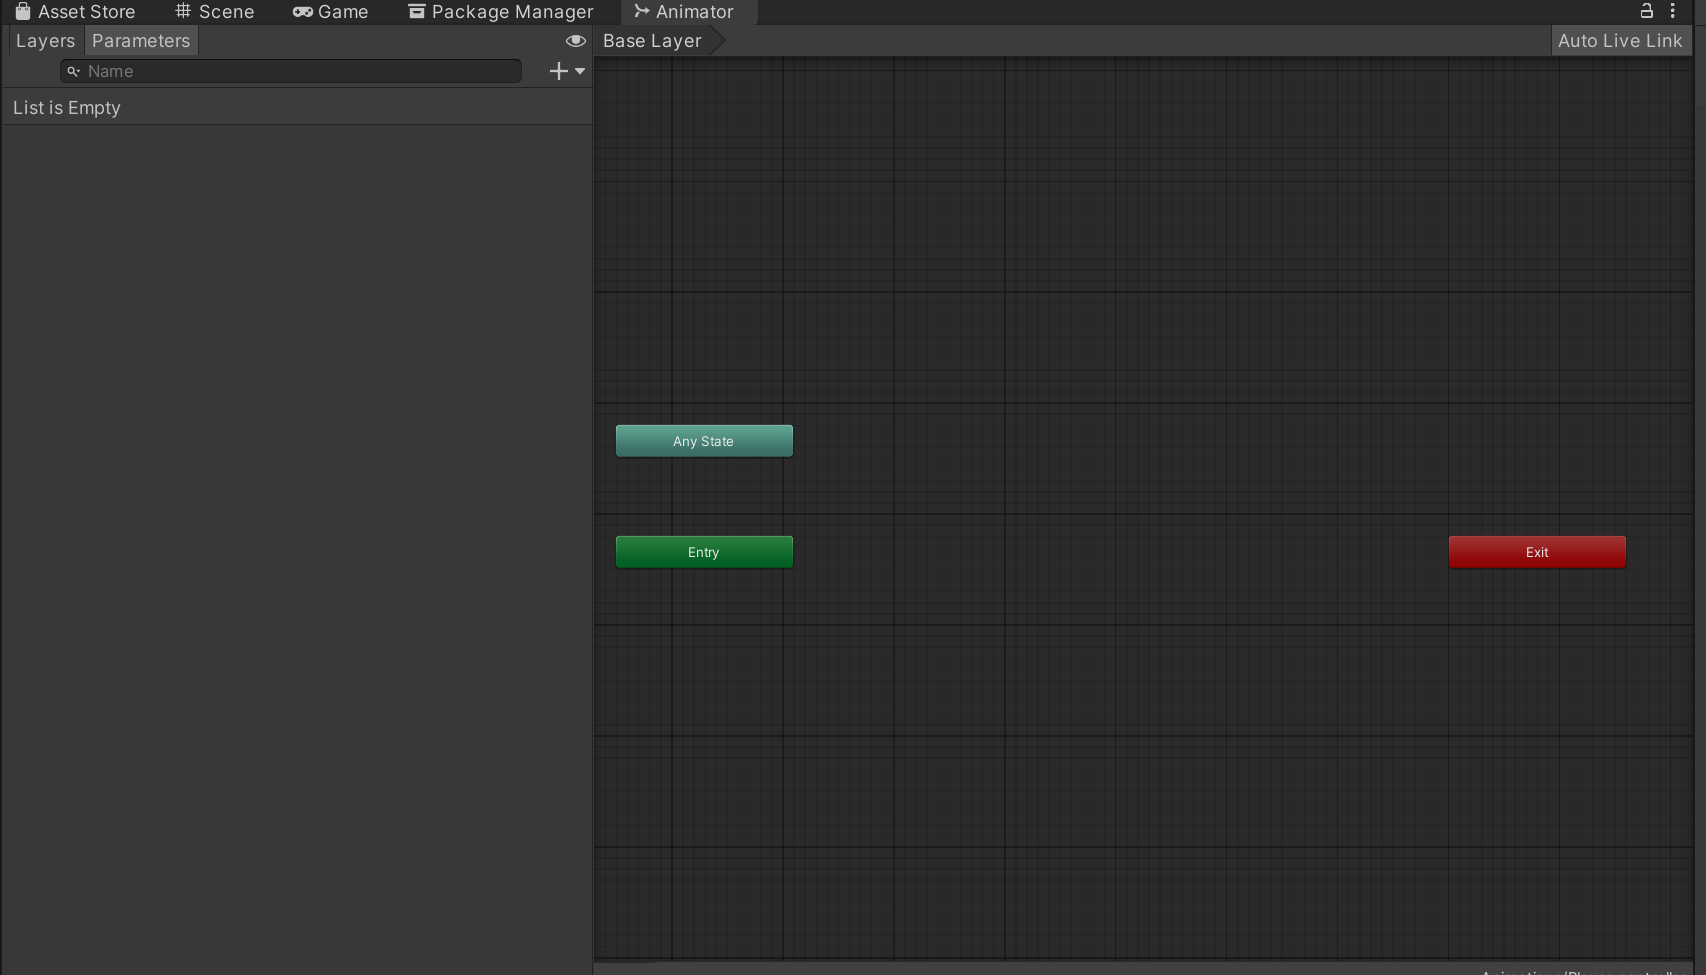 Asset Store Scene Game Package Manager Animator
Layers Parameters Base Layer Auto Live Link
Name
List is Empty
Any State
Entry Exit